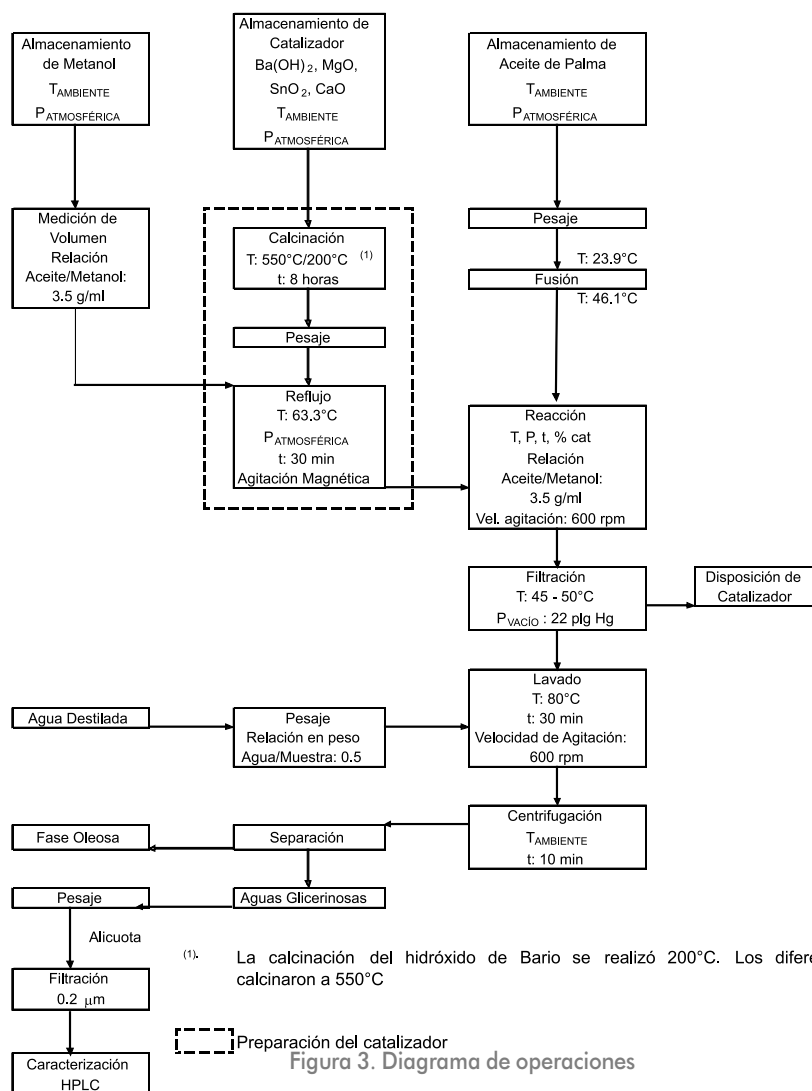 Almacenamiento
de Metanol
TAMBIENTE
PATMOSFÉRICA
Almacenamiento de
Catalizador
Ba(OH)2, MgO,
SnO2, CaO
TAMBIENTE
PATMOSFÉRICA
Almacenamiento de
Aceite de Palma
TAMBIENTE
PATMOSFÉRICA
Medición de
Volumen
Relación
Aceite/Metanol:
3.5 g/ml
Calcinación
T: 550°C/200°C (1)
t: 8 horas
Pesaje
Reflujo
T: 63.3°C
PATMOSFÉRICA
t: 30 min
Agitación Magnética
Pesaje
T: 23.9°C
Fusión
T: 46.1°C
Reacción
T, P, t, % cat
Relación
Aceite/Metanol:
3.5 g/ml
Vel. agitación: 600 rpm
Filtración
T: 45 - 50°C
PVACÍO : 22 plg Hg
Disposición de
Catalizador
Agua Destilada
Pesaje
Relación en peso
Agua/Muestra: 0.5
Lavado
T: 80°C
t: 30 min
Velocidad de Agitación:
600 rpm
Centrifugación
TAMBIENTE
t: 10 min
Separación
Fase Oleosa
Aguas Glicerinosas
Pesaje
Alicuota
Filtración
0.2 μm
Caracterización
HPLC
(1). La calcinación del hidróxido de Bario se realizó 200°C. Los difere
calcinaron a 550°C
Preparación del catalizador
Figura 3. Diagrama de operaciones